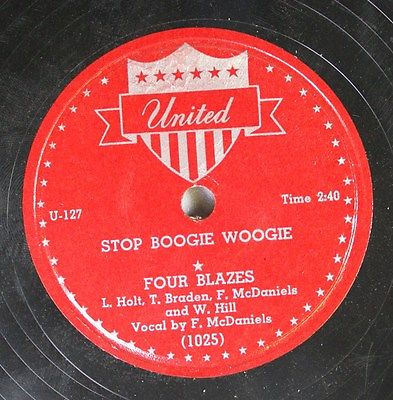 United
U-127
Time 2:40
STOP BOOGIE WOOGIE
FOUR BLAZES
L. Holt, T. Braden, F. McDaniels
and W. Hill
Vocal by F. McDaniels
(1025)